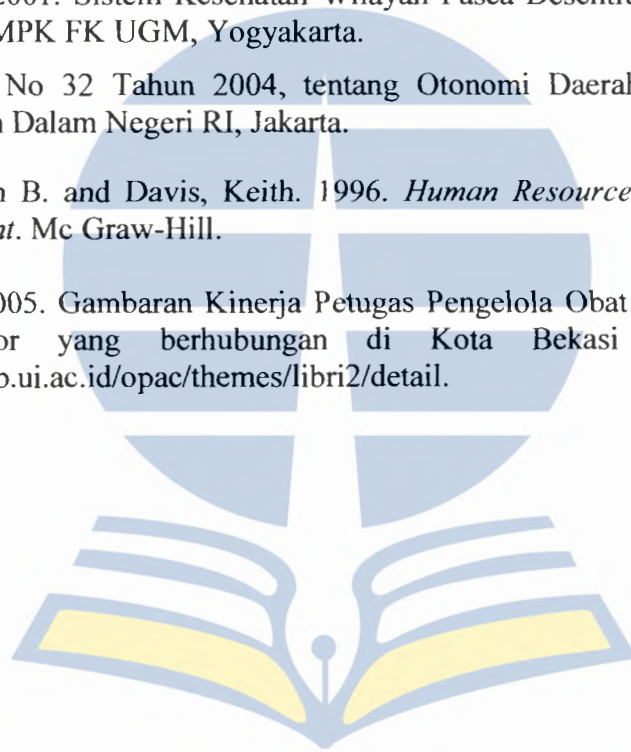 2001. Sistem Kesehatan Wilayah Pasca Desentra
MPK FK UGM, Yogyakarta.
No 32 Tahun 2004, tentang Otonomi Daerah
Dalam Negeri RI, Jakarta.
B. and Davis, Keith. 1996. Human Resource
nt. Mc Graw-Hill.
005. Gambaran Kinerja Petugas Pengelola Obat
or yang berhubungan di Kota Bekasi
o.ui.ac.id/opac/themes/libri2/detail.